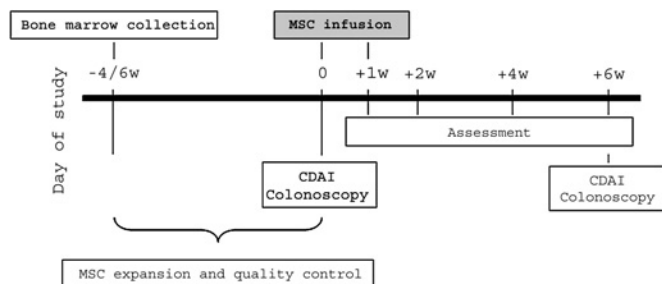 Bone marrow collection
MSC infusion
-4/6w
0
+1w
+2w
+4w
+6w
Day of study
Assessment
CDAI
Colonoscopy
CDAI
Colonoscopy
MSC expansion and quality control